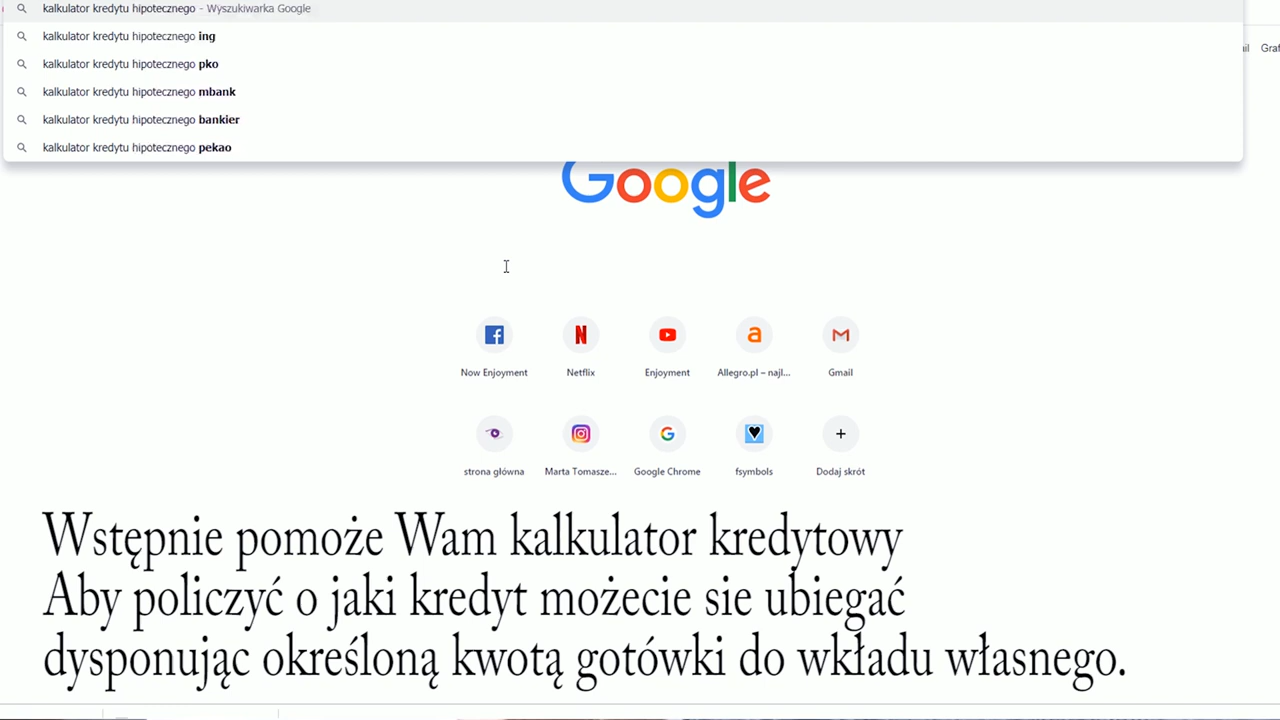 kalkulator kredytu hipotecznego - Wyszukiwarka Google
kalkulator kredytu hipotecznego ing
kalkulator kredytu hipotecznego pko
kalkulator kredytu hipotecznego mbank
kalkulator kredytu hipotecznego bankier
kalkulator kredytu hipotecznego pekao
Google
Now Enjoyment Netflix Enjoyment Allegro.pl – najl... Gmail
strona główna Marta Tomasze... Google Chrome fsymbols Dodaj skrót
Wstępnie pomoże Wam kalkulator kredytowy
Aby policzyć o jaki kredyt możecie sie ubiegać
dysponując określoną kwotą gotówki do wkładu własnego.